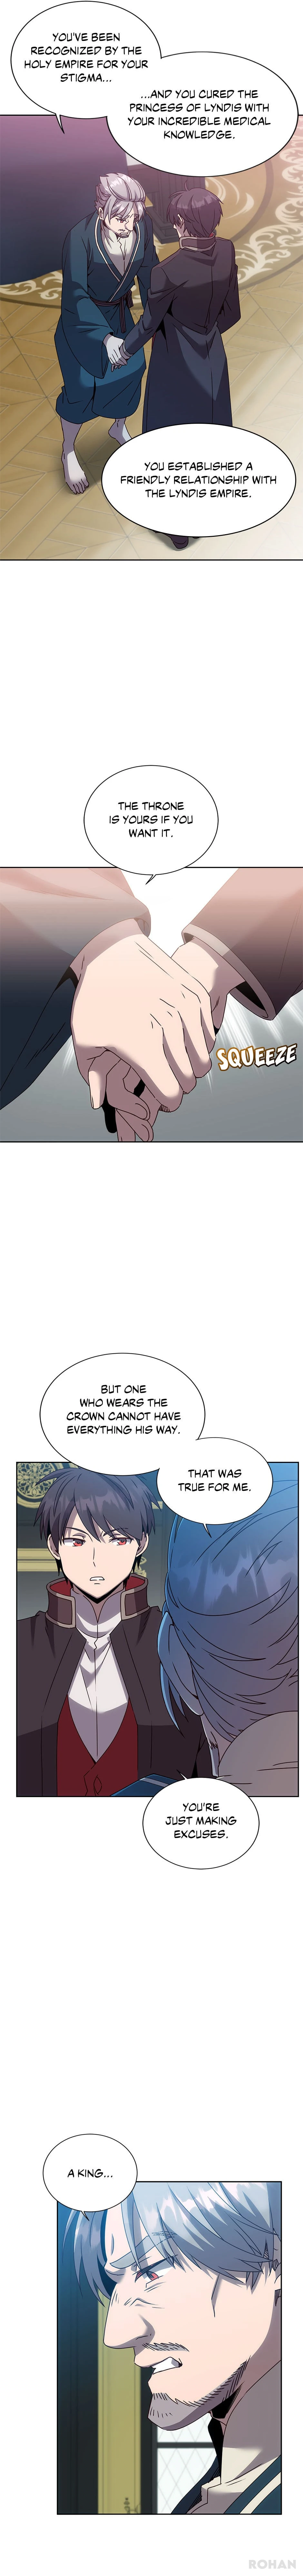 YOU'VE BEEN
RECOGNIZED BY THE
HOLY EMPIRE FOR YOUR
STIGMA...
...AND YOU CURED THE
PRINCESS OF LYNDIS WITH
YOUR INCREDIBLE MEDICAL
KNOWLEDGE.
YOU ESTABLISHED A
FRIENDLY RELATIONSHIP WITH
THE LYNDIS EMPIRE.
THE THRONE
IS YOURS IF YOU
WANT IT.
SQUEEZE
BUT ONE
WHO WEARS THE
CROWN CANNOT HAVE
EVERYTHING HIS WAY.
THAT WAS
TRUE FOR ME.
YOU'RE
JUST MAKING
EXCUSES.
A KING...
ROHAN